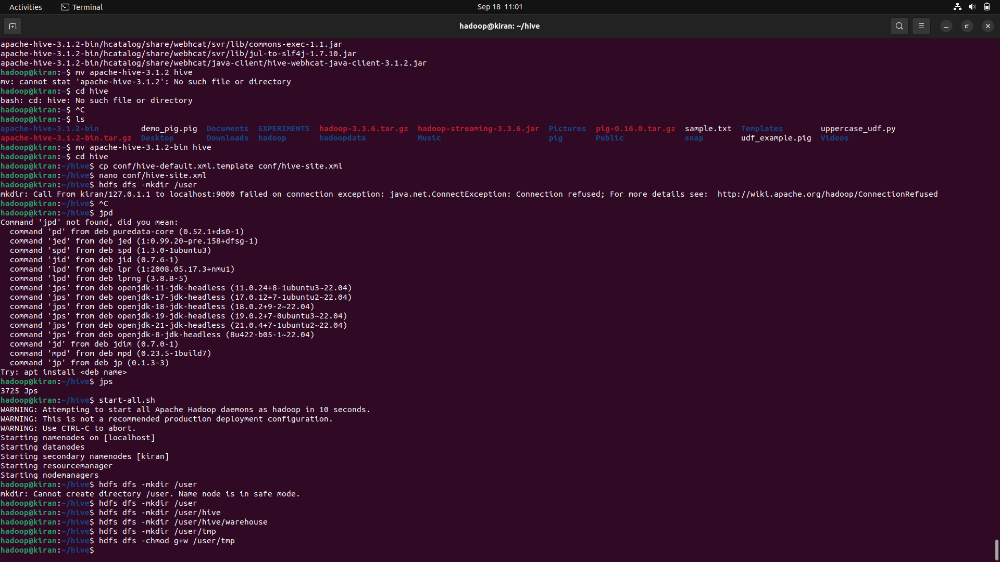 Activities Terminal Sep 18 11:01
hadoop@kiran: ~/hive
apache-hive-3.1.2-bin/hcatalog/share/webhcat/svr/lib/commons-exec-1.1.jar
apache-hive-3.1.2-bin/hcatalog/share/webhcat/svr/lib/jul-to-slf4j-1.7.10.jar
apache-hive-3.1.2-bin/hcatalog/share/webhcat/java-client/hive-webhcat-java-client-3.1.2.jar
hadoop@kiran:~$ mv apache-hive-3.1.2 hive
mv: cannot stat 'apache-hive-3.1.2': No such file or directory
hadoop@kiran:~$ cd hive
bash: cd: hive: No such file or directory
hadoop@kiran:~$ ^C
hadoop@kiran:~$ ls
apache-hive-3.1.2-bin demo_pig.pig Documents EXPERIMENTS hadoop-3.3.6.tar.gz hadoop-streaming-3.3.6.jar Pictures pig-0.16.0.tar.gz sample.txt Templates uppercase_udf.py
apache-hive-3.1.2-bin.tar.gz Desktop Downloads hadoop hadoopdata Music pig Public snap udf_example.pig Videos
hadoop@kiran:~$ mv apache-hive-3.1.2-bin hive
hadoop@kiran:~$ cd hive
hadoop@kiran:~/hive$ cp conf/hive-default.xml.template conf/hive-site.xml
hadoop@kiran:~/hive$ nano conf/hive-site.xml
hadoop@kiran:~/hive$ hdfs dfs -mkdir /user
mkdir: Call From kiran/127.0.1.1 to localhost:9000 failed on connection exception: java.net.ConnectException: Connection refused; For more details see:  http://wiki.apache.org/hadoop/ConnectionRefused
hadoop@kiran:~/hive$ ^C
hadoop@kiran:~/hive$ jpd
Command 'jpd' not found, did you mean:
  command 'pd' from deb puredata-core (0.52.1+ds0-1)
  command 'jed' from deb jed (1:0.99.20~pre.158+dfsg-1)
  command 'spd' from deb spd (1.3.0-1ubuntu3)
  command 'jid' from deb jid (0.7.6-1)
  command 'lpd' from deb lpr (1:2008.05.17.3+nmu1)
  command 'lpd' from deb lprng (3.8.B-5)
  command 'jps' from deb openjdk-11-jdk-headless (11.0.24+8-1ubuntu3~22.04)
  command 'jps' from deb openjdk-17-jdk-headless (17.0.12+7-1ubuntu2~22.04)
  command 'jps' from deb openjdk-18-jdk-headless (18.0.2+9-2~22.04)
  command 'jps' from deb openjdk-19-jdk-headless (19.0.2+7-0ubuntu3~22.04)
  command 'jps' from deb openjdk-21-jdk-headless (21.0.4+7-1ubuntu2~22.04)
  command 'jps' from deb openjdk-8-jdk-headless (8u422-b05-1~22.04)
  command 'jd' from deb jdim (0.7.0-1)
  command 'mpd' from deb mpd (0.23.5-1build7)
  command 'jp' from deb jp (0.1.3-3)
Try: apt install <deb name>
hadoop@kiran:~/hive$ jps
3725 Jps
hadoop@kiran:~/hive$ start-all.sh
WARNING: Attempting to start all Apache Hadoop daemons as hadoop in 10 seconds.
WARNING: This is not a recommended production deployment configuration.
WARNING: Use CTRL-C to abort.
Starting namenodes on [localhost]
Starting datanodes
Starting secondary namenodes [kiran]
Starting resourcemanager
Starting nodemanagers
hadoop@kiran:~/hive$ hdfs dfs -mkdir /user
mkdir: Cannot create directory /user. Name node is in safe mode.
hadoop@kiran:~/hive$ hdfs dfs -mkdir /user
hadoop@kiran:~/hive$ hdfs dfs -mkdir /user/hive
hadoop@kiran:~/hive$ hdfs dfs -mkdir /user/hive/warehouse
hadoop@kiran:~/hive$ hdfs dfs -mkdir /user/tmp
hadoop@kiran:~/hive$ hdfs dfs -chmod g+w /user/tmp
hadoop@kiran:~/hive$